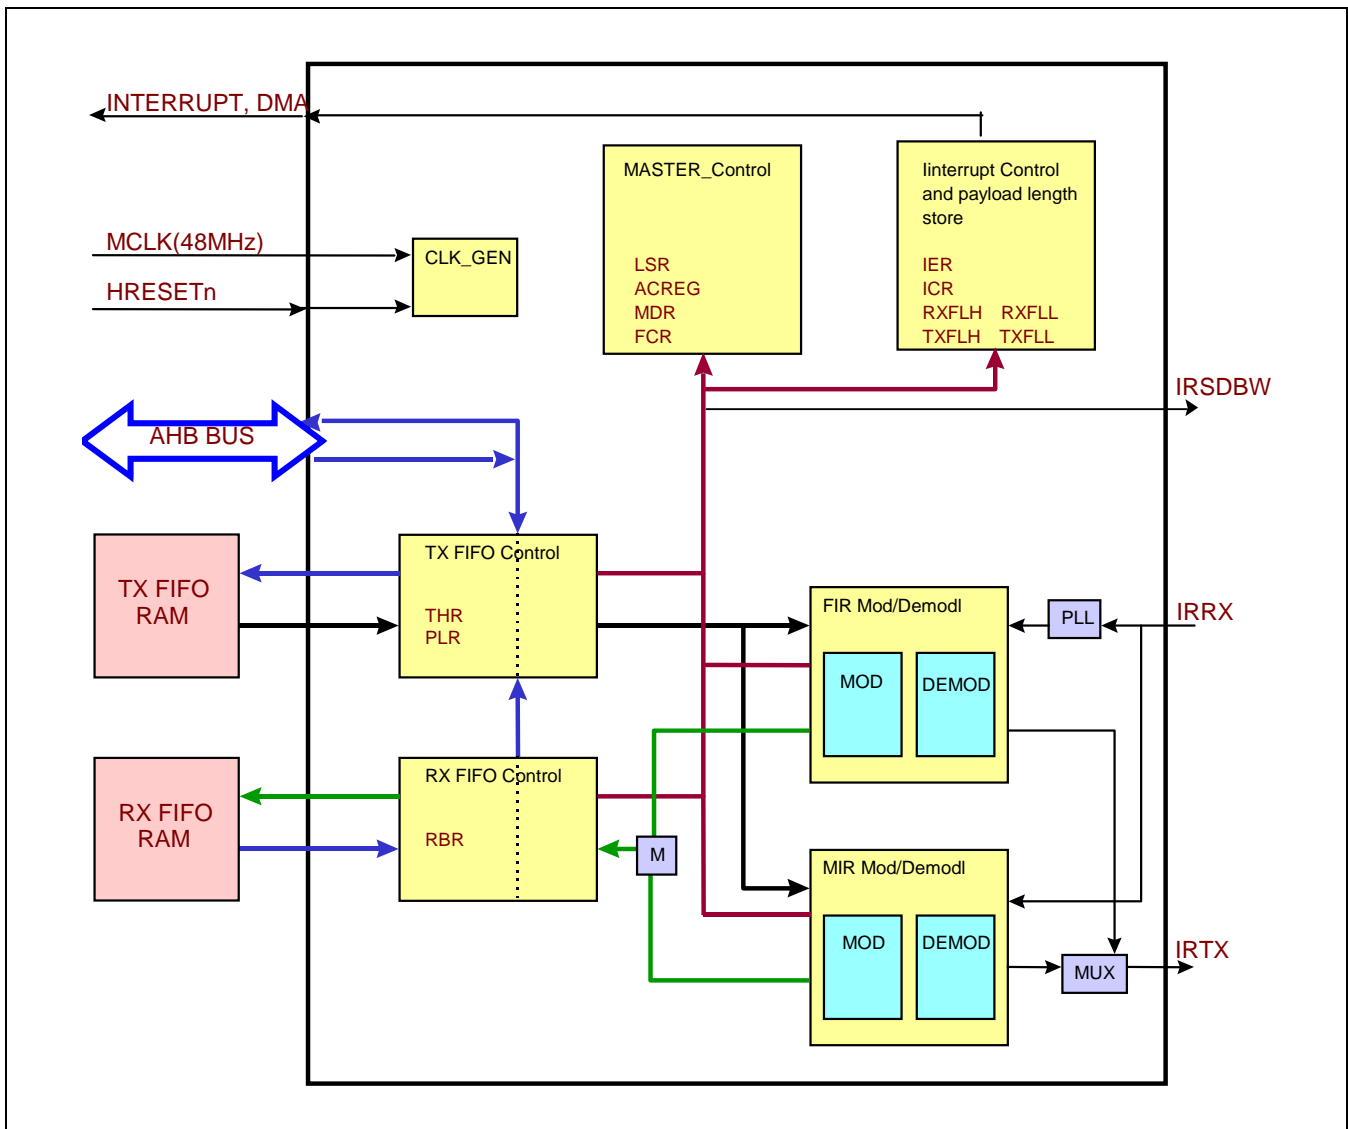 INTERRUPT, DMA
MASTER_Control
LSR
ACREG
MDR
FCR
Iinterrupt Control
and payload length
store
IER
ICR
RXFLH RXFLL
TXFLH TXFLL
MCLK(48MHz)
HRESETn
CLK_GEN
IRSDBW
AHB BUS
TX FIFO
RAM
TX FIFO Control
THR
PLR
FIR Mod/Demodl
MOD
DEMOD
PLL
IRRX
RX FIFO
RAM
RX FIFO Control
RBR
M
MIR Mod/Demodl
MOD
DEMOD
MUX
IRTX